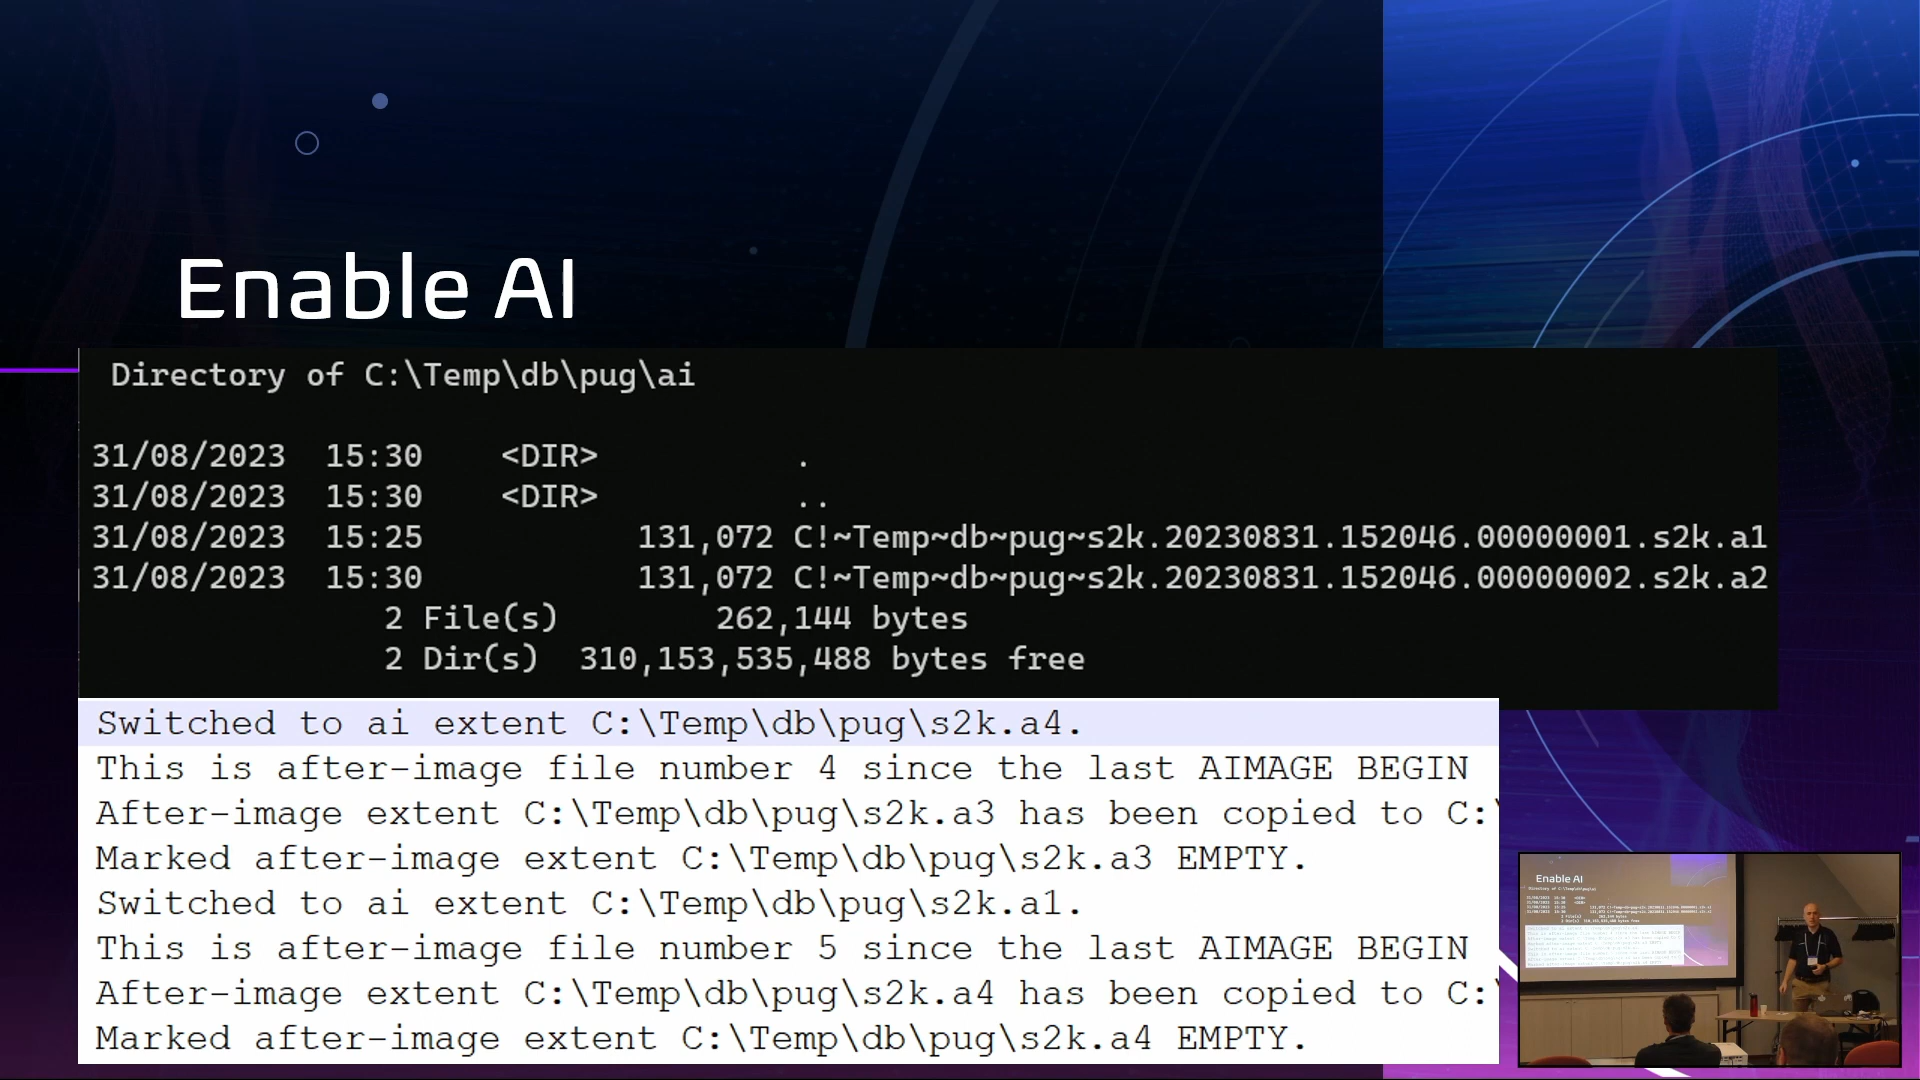 Enable AI
Directory of C:\Temp\db\pug\ai
31/08/2023  15:30    <DIR>          .
31/08/2023  15:30    <DIR>          ..
31/08/2023  15:25           131,072 C!~Temp~db~pug~s2k.20230831.152046.00000001.s2k.a1
31/08/2023  15:30           131,072 C!~Temp~db~pug~s2k.20230831.152046.00000002.s2k.a2
2 File(s)        262,144 bytes
2 Dir(s)  310,153,535,488 bytes free
Switched to ai extent C:\Temp\db\pug\s2k.a4.
This is after-image file number 4 since the last AIMAGE BEGIN
After-image extent C:\Temp\db\pug\s2k.a3 has been copied to C:\
Marked after-image extent C:\Temp\db\pug\s2k.a3 EMPTY.
Switched to ai extent C:\Temp\db\pug\s2k.a1.
This is after-image file number 5 since the last AIMAGE BEGIN
After-image extent C:\Temp\db\pug\s2k.a4 has been copied to C:\
Marked after-image extent C:\Temp\db\pug\s2k.a4 EMPTY.
Enable AI